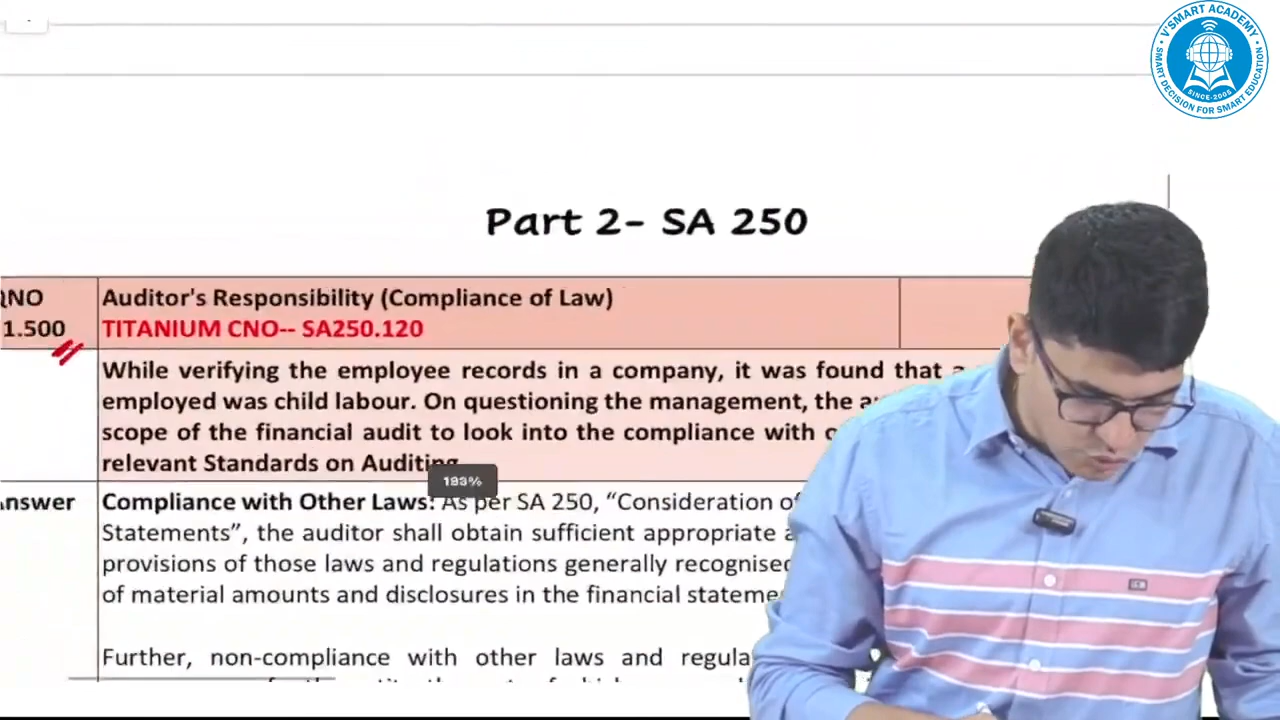 V'SMART ACADEMY
SMART DECISION FOR SMART EDUCATION
SINCE-2005
Part 2- SA 250
QNO
1.500
Auditor's Responsibility (Compliance of Law)
TITANIUM CNO-- SA250.120
While verifying the employee records in a company, it was found that a
employed was child labour. On questioning the management, the
scope of the financial audit to look into the compliance with
relevant Standards on Auditing
193%
Answer
Compliance with Other Laws: As per SA 250, “Consideration of
Statements”, the auditor shall obtain sufficient appropriate
provisions of those laws and regulations generally recognised
of material amounts and disclosures in the financial
Further, non-compliance with other laws and